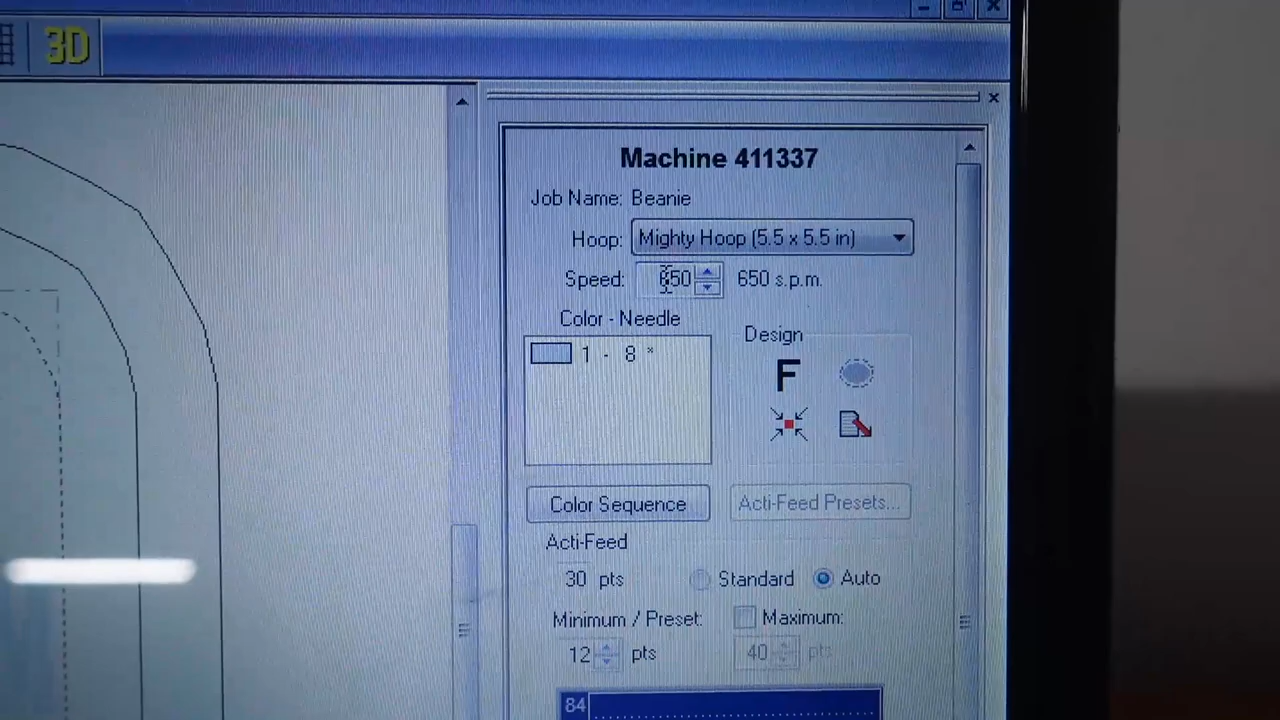 3D
Machine 411337
Job Name: Beanie
Hoop: Mighty Hoop (5.5 x 5.5 in)
Speed: 650 650 s.p.m.
Color - Needle
Design
1 - 8 *
F
Color Sequence
Acti-Feed Presets...
Acti-Feed
30 pts
Standard
Auto
Minimum / Preset:
Maximum:
12 pts
40 pts
84